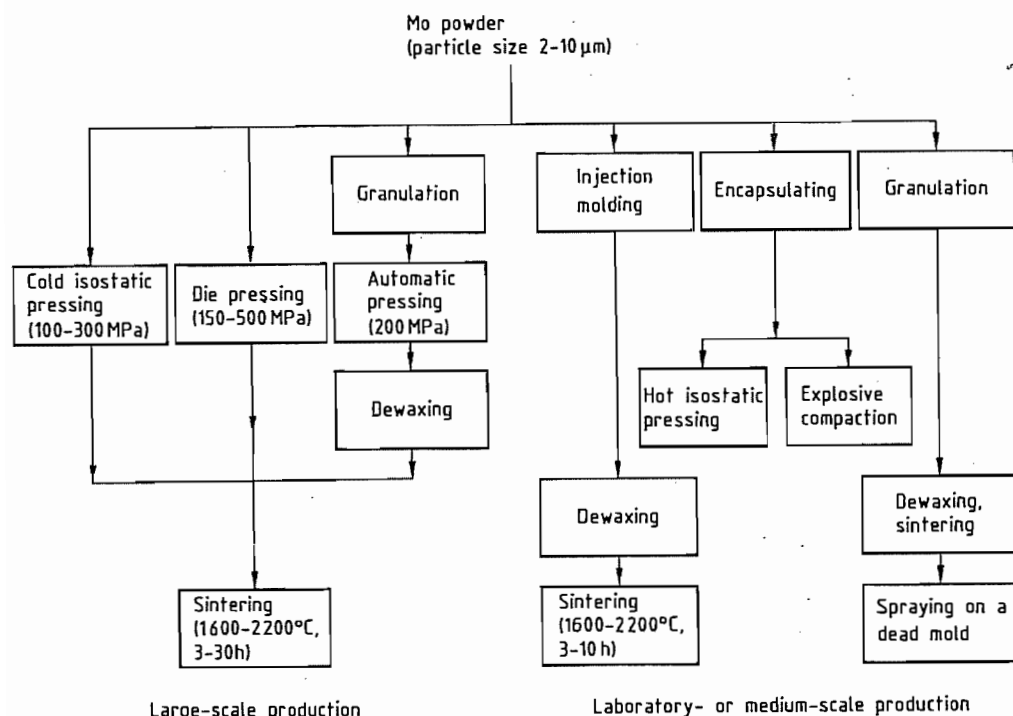 Mo powder
(particle size 2-10 µm)
Granulation
Injection
molding
Encapsulating
Granulation
Cold isostatic
pressing
(100-300 MPa)
Die pressing
(150-500 MPa)
Automatic
pressing
(200 MPa)
Dewaxing
Hot isostatic
pressing
Explosive
compaction
Dewaxing
Dewaxing,
sintering
Sintering
(1600-2200°C,
3-30h)
Sintering
(1600-2200°C,
3-10h)
Spraying on a
dead mold
Large-scale production
Laboratory- or medium-scale production